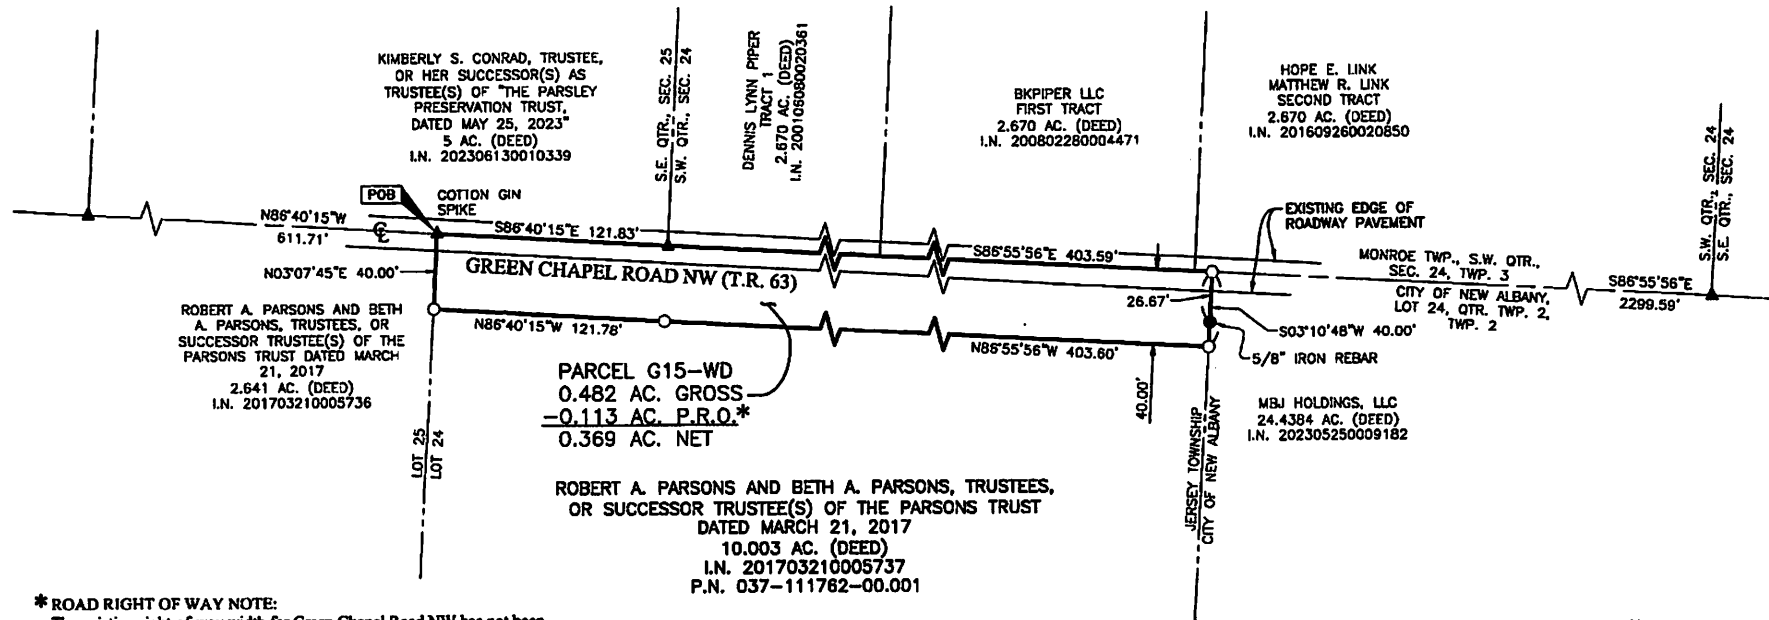 KIMBERLY S. CONRAD, TRUSTEE,
OR HER SUCCESSOR(S) AS
TRUSTEE(S) OF "THE PARSLEY
PRESERVATION TRUST,
DATED MAY 25, 2023"
5 AC. (DEED)
I.N. 202306130010339
S.E. QTR., SEC. 25
S.W. QTR., SEC. 24
DENNIS LYNN PIPER
TRACT 1
2.670 AC. (DEED)
I.N. 200106080020361
BKPIPER LLC
FIRST TRACT
2.670 AC. (DEED)
I.N. 200802280004471
HOPE E. LINK
MATTHEW R. LINK
SECOND TRACT
2.670 AC. (DEED)
I.N. 201609260020850
S.W. QTR., SEC. 24
S.E. QTR., SEC. 24
POB
COTTON GIN
SPIKE
N86°40'15"W
611.71'
CL
S86°40'15"E 121.83'
S86°55'56"E 403.59'
EXISTING EDGE OF
ROADWAY PAVEMENT
MONROE TWP., S.W. QTR.,
SEC. 24, TWP. 3
CITY OF NEW ALBANY,
LOT 24, QTR. TWP. 2,
TWP. 2
S86°55'56"E
2299.59'
N03°07'45"E 40.00'
GREEN CHAPEL ROAD NW (T.R. 63)
26.67'
ROBERT A. PARSONS AND BETH
A. PARSONS, TRUSTEES, OR
SUCCESSOR TRUSTEE(S) OF THE
PARSONS TRUST DATED MARCH
21, 2017
2.641 AC. (DEED)
I.N. 201703210005736
N86°40'15"W 121.78'
N86°55'56"W 403.60'
S03°10'48"W 40.00'
5/8" IRON REBAR
PARCEL G15-WD
0.482 AC. GROSS
-0.113 AC. P.R.O.*
0.369 AC. NET
40.00'
MBJ HOLDINGS, LLC
24.4384 AC. (DEED)
I.N. 202305250009182
LOT 25
LOT 24
JERSEY TOWNSHIP
CITY OF NEW ALBANY
ROBERT A. PARSONS AND BETH A. PARSONS, TRUSTEES,
OR SUCCESSOR TRUSTEE(S) OF THE PARSONS TRUST
DATED MARCH 21, 2017
10.003 AC. (DEED)
I.N. 201703210005737
P.N. 037-111762-00.001
* ROAD RIGHT OF WAY NOTE: